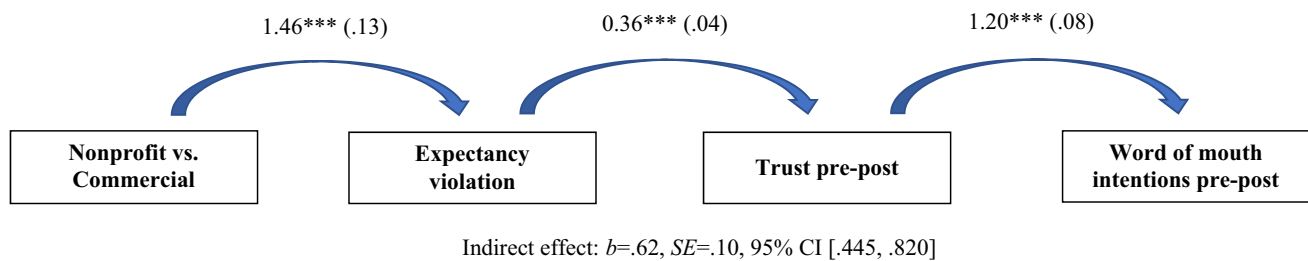 1.46*** (.13)
0.36*** (.04)
1.20*** (.08)
Nonprofit vs.
Commercial
Expectancy
violation
Trust pre-post
Word of mouth
intentions pre-post
Indirect effect: b=.62, SE=.10, 95% CI [.445, .820]